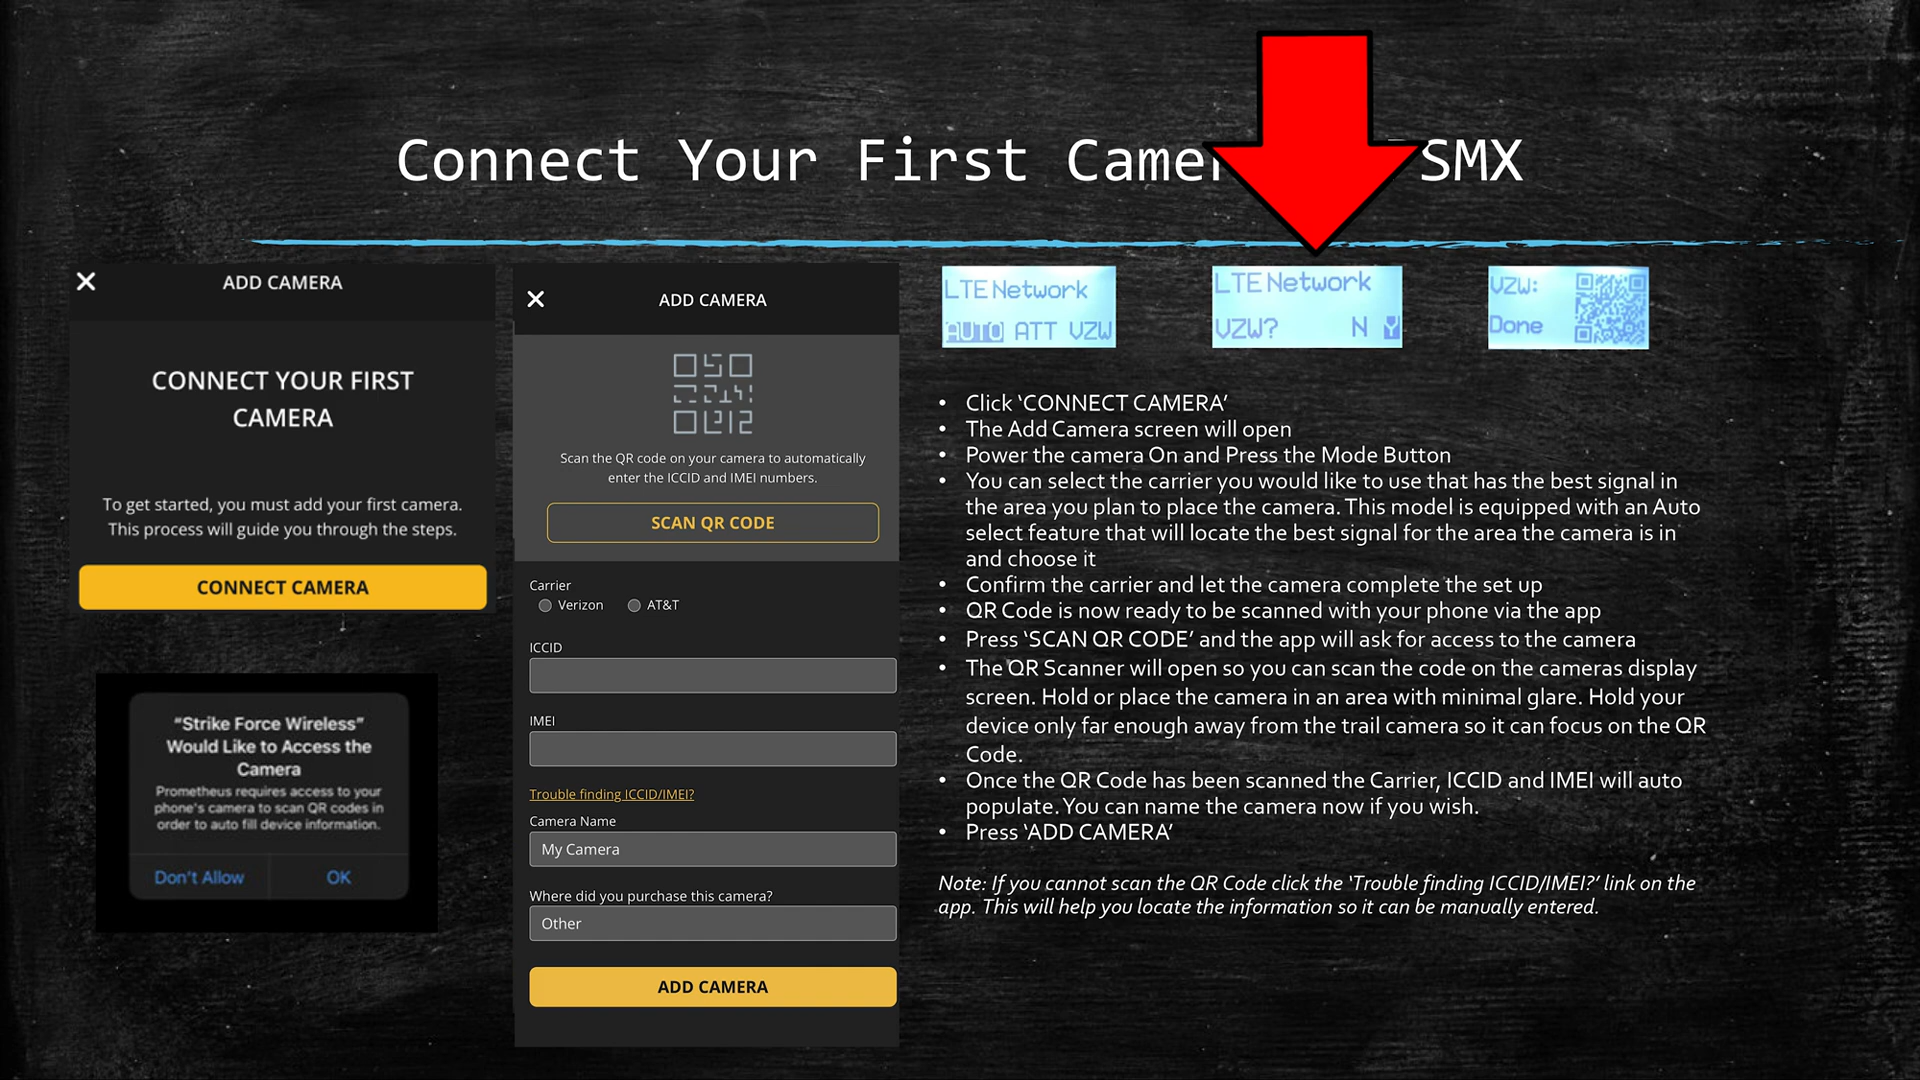 Connect Your First Camer SMX
ADD CAMERA
CONNECT YOUR FIRST
CAMERA
To get started, you must add your first camera.
This process will guide you through the steps.
CONNECT CAMERA
"Strike Force Wireless"
Would Like to Access the
Camera
Prometheus requires access to your
phone's camera to scan QR codes in
order to auto fill device information.
Don't Allow OK
ADD CAMERA
Scan the QR code on your camera to automatically
enter the ICCID and IMEI numbers.
SCAN QR CODE
Carrier
Verizon AT&T
ICCID
IMEI
Trouble finding ICCID/IMEI?
Camera Name
My Camera
Where did you purchase this camera?
Other
ADD CAMERA
LTE Network
AUTO ATT VZW
LTE Network
VZW? N Y
VZW:
Done
• Click ‘CONNECT CAMERA’
• The Add Camera screen will open
• Power the camera On and Press the Mode Button
• You can select the carrier you would like to use that has the best signal in
the area you plan to place the camera. This model is equipped with an Auto
select feature that will locate the best signal for the area the camera is in
and choose it
• Confirm the carrier and let the camera complete the set up
• QR Code is now ready to be scanned with your phone via the app
• Press ‘SCAN QR CODE’ and the app will ask for access to the camera
• The QR Scanner will open so you can scan the code on the cameras display
screen. Hold or place the camera in an area with minimal glare. Hold your
device only far enough away from the trail camera so it can focus on the QR
Code.
• Once the QR Code has been scanned the Carrier, ICCID and IMEI will auto
populate. You can name the camera now if you wish.
• Press ‘ADD CAMERA’
Note: If you cannot scan the QR Code click the ‘Trouble finding ICCID/IMEI?’ link on the
app. This will help you locate the information so it can be manually entered.